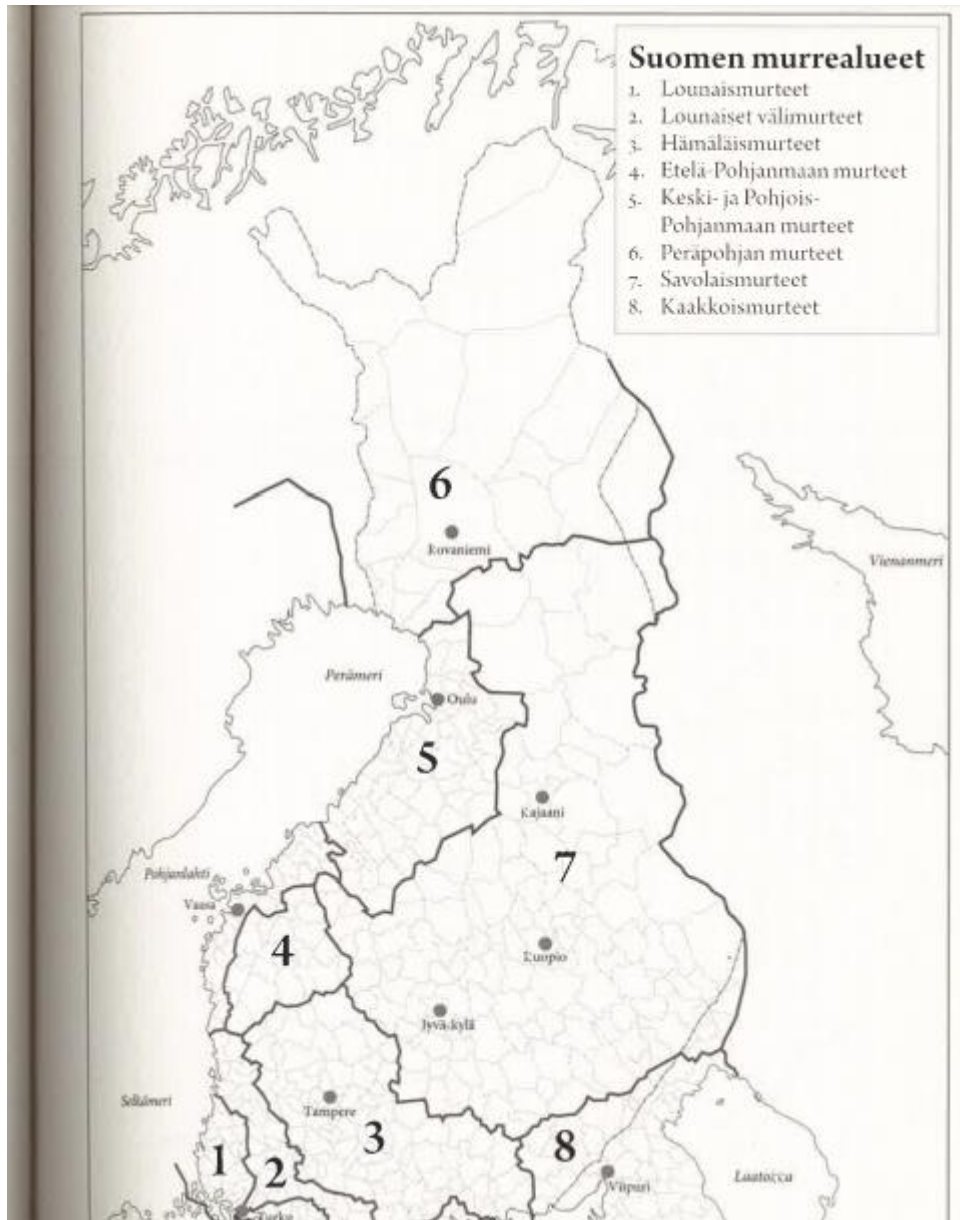 Suomen murrealueet
1. Lounaismurteet
2. Lounaiset välimurteet
3. Hämäläismurteet
4. Etelä-Pohjanmaan murteet
5. Keski- ja Pohjois-
Pohjanmaan murteet
6. Peräpohjan murteet
7. Savolaismurteet
8. Kaakkoismurteet
6
Rovaniemi
Vienanmeri
Perämeri
Oulu
5
Kajaani
7
Pohjanlahti
Vaasa
4
Kuopio
Jyväskylä
Selkämeri
Tampere
3
8
1
2
Viipuri
Laatokka
Turku